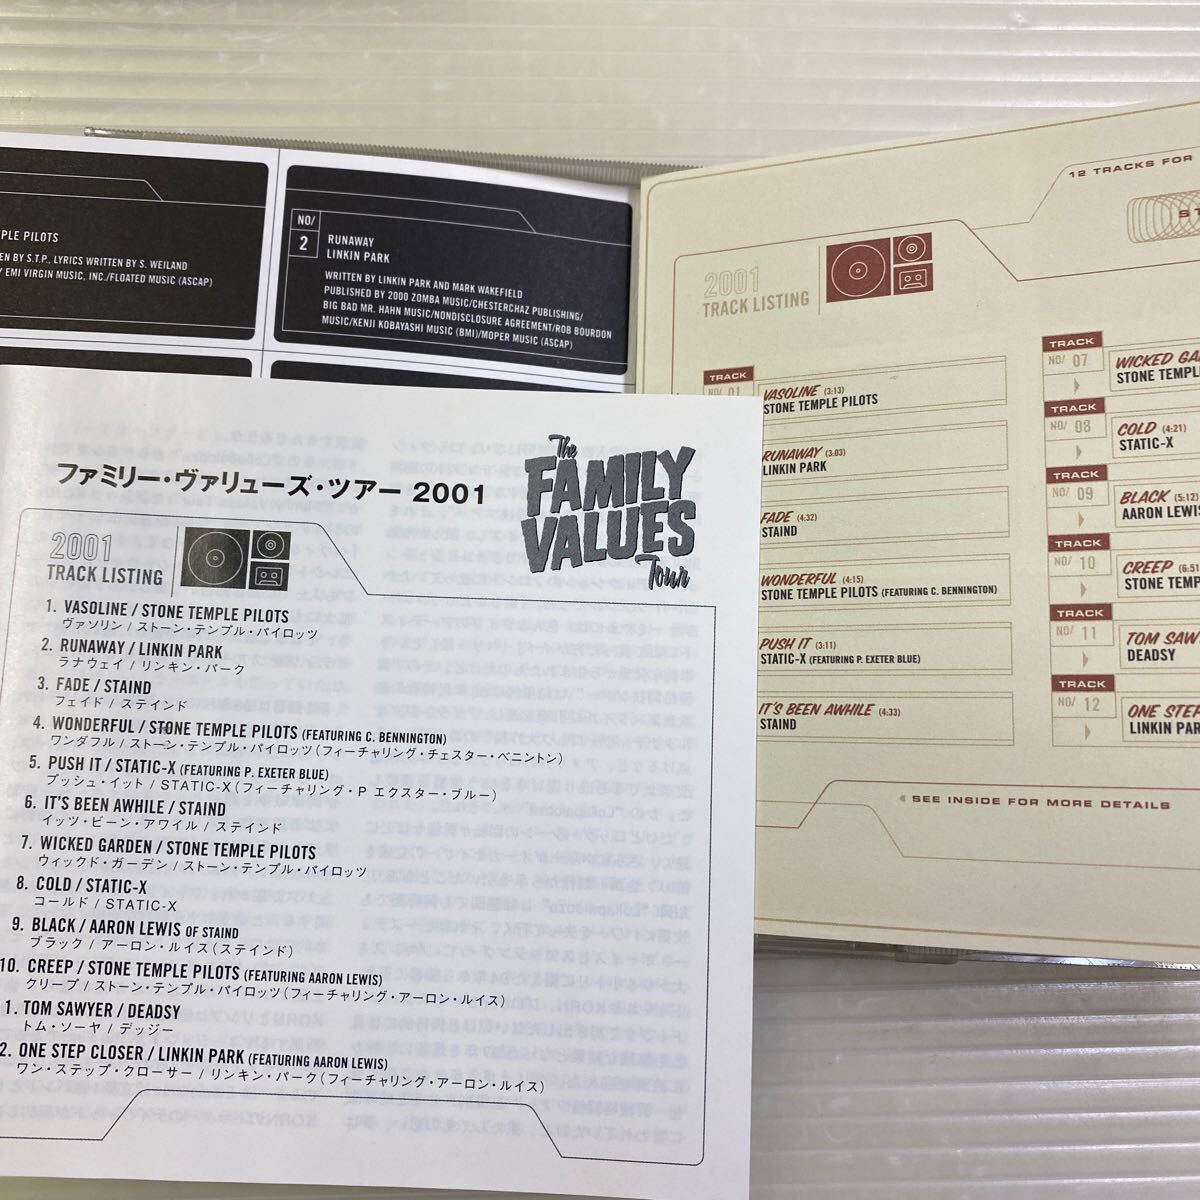 PLE PILOTS
EN BY S.T.P., LYRICS WRITTEN BY S. WEILAND
/ EMI VIRGIN MUSIC, INC./FLOATED MUSIC (ASCAP)
NO/
2
RUNAWAY
LINKIN PARK
WRITTEN BY LINKIN PARK AND MARK WAKEFIELD
PUBLISHED BY 2000 ZOMBA MUSIC/CHESTERCHAZ PUBLISHING/
BIG BAD MR. HAHN MUSIC/NONDISCLOSURE AGREEMENT/ROB BOURDON
MUSIC/KENJI KOBAYASHI MUSIC (BMI)/MOPER MUSIC (ASCAP)
12 TRACKS FOR
ST
2001
TRACK LISTING
TRACK
NO/ 01
VASOLINE (3:13)
STONE TEMPLE PILOTS
RUNAWAY (3:03)
LINKIN PARK
FADE (4:32)
STAIND
WONDERFUL (4:15)
STONE TEMPLE PILOTS (FEATURING C. BENNINGTON)
PUSH IT (3:11)
STATIC-X (FEATURING P. EXETER BLUE)
IT'S BEEN AWHILE (4:33)
STAIND
TRACK
NO/ 07
WICKED GA
STONE TEMPL
TRACK
NO/ 08
COLD (4:21)
STATIC-X
TRACK
NO/ 09
BLACK (5:12)
AARON LEWIS
TRACK
NO/ 10
CREEP (6:51
STONE TEMP
TRACK
NO/ 11
TOM SAW
DEADSY
TRACK
NO/ 12
ONE STEP
LINKIN PAR
SEE INSIDE FOR MORE DETAILS
ファミリー・ヴァリューズ・ツアー 2001
The
FAMILY
VALUES
Tour
2001
TRACK LISTING
1. VASOLINE / STONE TEMPLE PILOTS
ヴァソリン / ストーン・テンプル・パイロッツ
2. RUNAWAY / LINKIN PARK
ラナウェイ / リンキン・パーク
3. FADE / STAIND
フェイド / ステインド
4. WONDERFUL / STONE TEMPLE PILOTS (FEATURING C. BENNINGTON)
ワンダフル / ストーン・テンプル・パイロッツ (フィーチャリング・チェスター・ベニントン)
5. PUSH IT / STATIC-X (FEATURING P. EXETER BLUE)
プッシュ・イット / STATIC-X (フィーチャリング・P エクスター・ブルー)
6. IT'S BEEN AWHILE / STAIND
イッツ・ビーン・アワイル / ステインド
7. WICKED GARDEN / STONE TEMPLE PILOTS
ウィックド・ガーデン / ストーン・テンプル・パイロッツ
8. COLD / STATIC-X
コールド / STATIC-X
9. BLACK / AARON LEWIS OF STAIND
ブラック / アーロン・ルイス (ステインド)
10. CREEP / STONE TEMPLE PILOTS (FEATURING AARON LEWIS)
クリープ / ストーン・テンプル・パイロッツ (フィーチャリング・アーロン・ルイス)
1. TOM SAWYER / DEADSY
トム・ソーヤ / デッジー
2. ONE STEP CLOSER / LINKIN PARK (FEATURING AARON LEWIS)
ワン・ステップ・クローサー / リンキン・パーク (フィーチャリング・アーロン・ルイス)